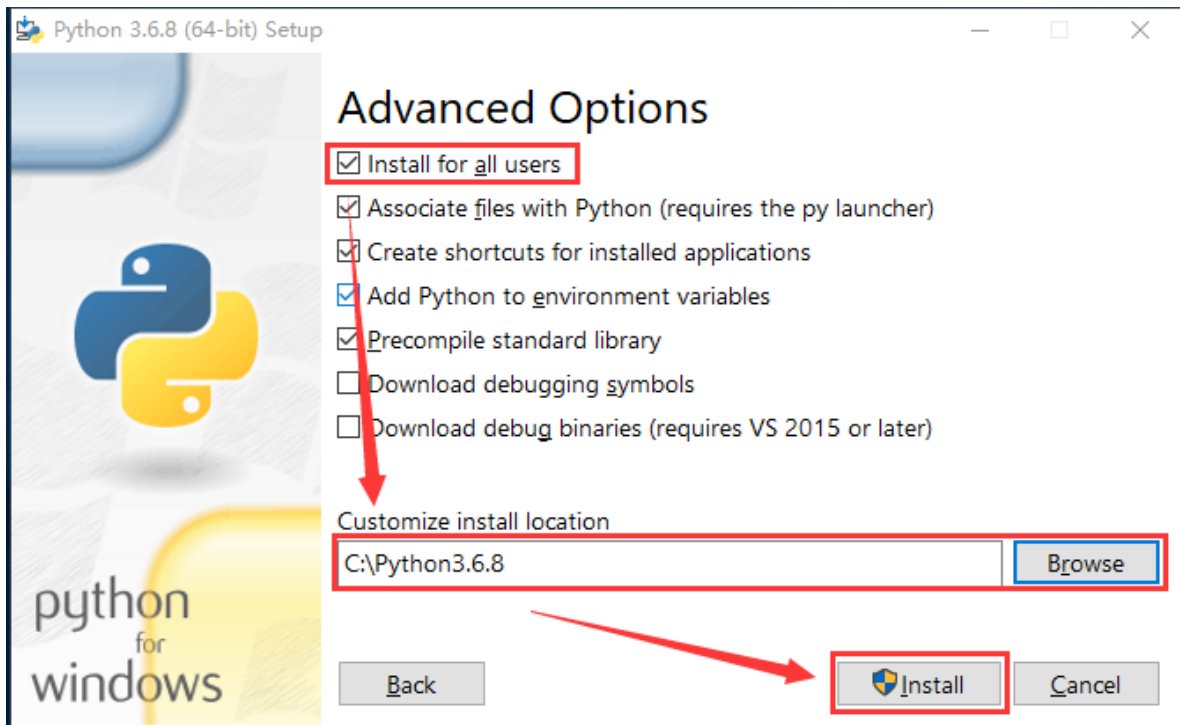 Python 3.6.8 (64-bit) Setup
Advanced Options
Install for all users
Associate files with Python (requires the py launcher)
Create shortcuts for installed applications
Add Python to environment variables
Precompile standard library
Download debugging symbols
Download debug binaries (requires VS 2015 or later)
Customize install location
C:\Python3.6.8
Browse
python
for
windows
Back
Install
Cancel